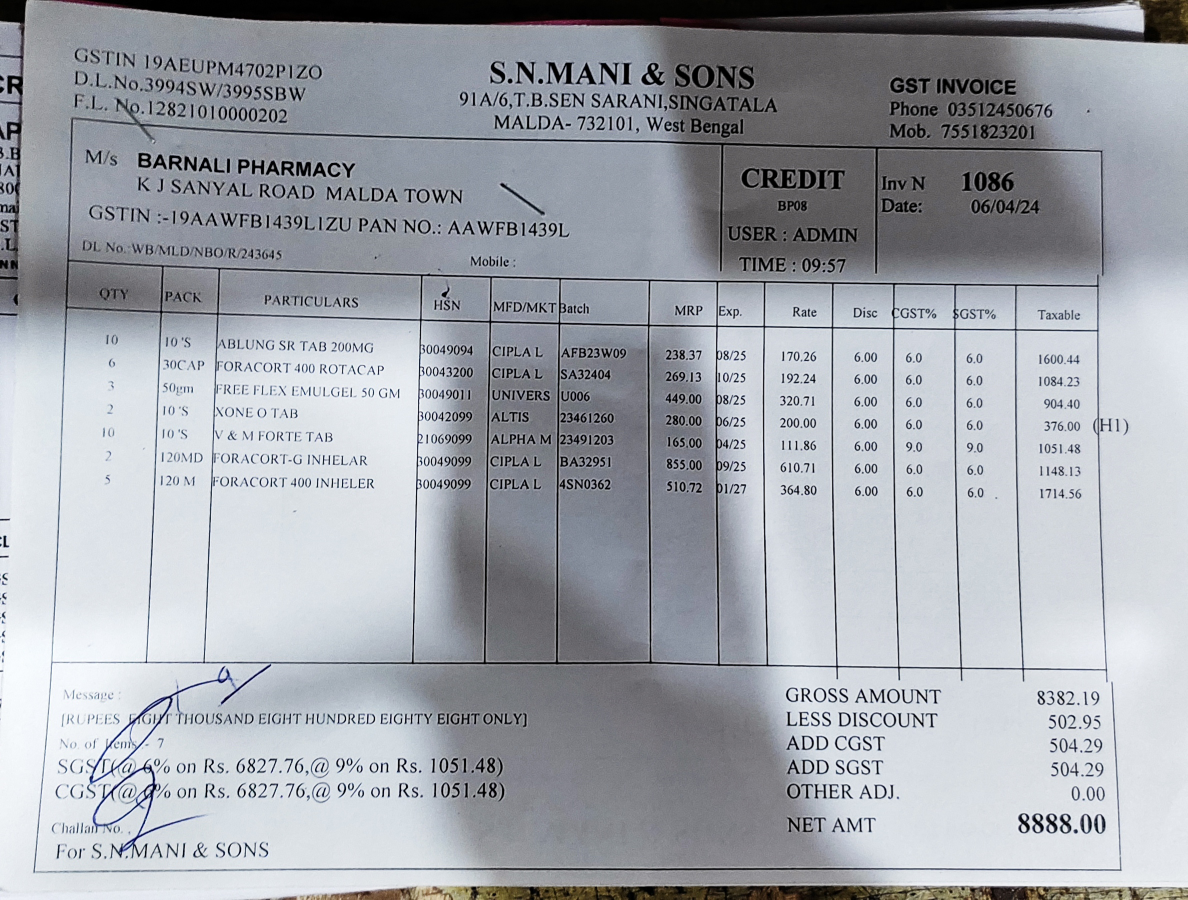 GSTIN 19AEUPM4702P1ZO
D.L.No.3994SW/3995SBW
F.L. No.12821010000202
S.N.MANI & SONS
91A/6,T.B.SEN SARANI,SINGATALA
MALDA- 732101, West Bengal
GST INVOICE
Phone 03512450676
Mob. 7551823201
M/s BARNALI PHARMACY
K J SANYAL ROAD MALDA TOWN
GSTIN :-19AAWFB1439L1ZU PAN NO.: AAWFB1439L
DL No.:WB/MLD/NBO/R/243645 Mobile :
CREDIT
BP08
USER : ADMIN
TIME : 09:57
Inv N 1086
Date: 06/04/24
QTY PACK PARTICULARS HSN MFD/MKT Batch MRP Exp. Rate Disc CGST% SGST% Taxable
10 10 'S ABLUNG SR TAB 200MG 30049094 CIPLA L AFB23W09 238.37 08/25 170.26 6.00 6.0 6.0 1600.44
6 30CAP FORACORT 400 ROTACAP 30043200 CIPLA L SA32404 269.13 10/25 192.24 6.00 6.0 6.0 1084.23
3 50gm FREE FLEX EMULGEL 50 GM 30049011 UNIVERS U006 449.00 08/25 320.71 6.00 6.0 6.0 904.40
2 10 'S XONE O TAB 30042099 ALTIS 23461260 280.00 06/25 200.00 6.00 6.0 6.0 376.00 (H1)
10 10 'S V & M FORTE TAB 21069099 ALPHA M 23491203 165.00 04/25 111.86 6.00 9.0 9.0 1051.48
2 120MD FORACORT-G INHELAR 30049099 CIPLA L BA32951 855.00 09/25 610.71 6.00 6.0 6.0 1148.13
5 120 M FORACORT 400 INHELER 30049099 CIPLA L 4SN0362 510.72 01/27 364.80 6.00 6.0 6.0 1714.56
Message :
[RUPEES EIGHT THOUSAND EIGHT HUNDRED EIGHTY EIGHT ONLY]
No. of Items - 7
SGST(@ 6% on Rs. 6827.76,@ 9% on Rs. 1051.48)
CGST(@ 6% on Rs. 6827.76,@ 9% on Rs. 1051.48)
Challan No. ,
For S.N.MANI & SONS
GROSS AMOUNT 8382.19
LESS DISCOUNT 502.95
ADD CGST 504.29
ADD SGST 504.29
OTHER ADJ. 0.00
NET AMT 8888.00